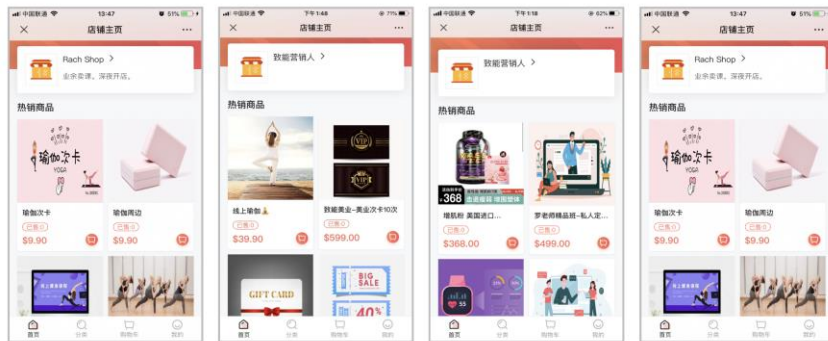 中国联通 13:47 51%
店铺主页
Rach Shop >
业余卖课，深夜开店。
热销商品
瑜伽次卡
YOGA
瑜伽次卡 瑜伽周边
已售:0 已售:0
$9.90 $9.90
首页 分类 购物车 我的
中国联通 下午1:48 71%
店铺主页
致能营销人 >
热销商品
VIP
VIP
线上瑜伽 致能美业-美业次卡10次
已售:0 已售:0
$39.90 $599.00
GIFT CARD
BIG
SALE
40%
首页 分类 购物车 我的
中国联通 下午1:18 62%
店铺主页
致能营销人 >
热销商品
368
增肌粉 美国进口... 罗老师精品班-私人定...
已售:0 已售:0
$368.00 $499.00
55
首页 分类 购物车 我的
中国联通 13:47 51%
店铺主页
Rach Shop >
业余卖课，深夜开店。
热销商品
瑜伽次卡
YOGA
瑜伽次卡 瑜伽周边
已售:0 已售:0
$9.90 $9.90
首页 分类 购物车 我的